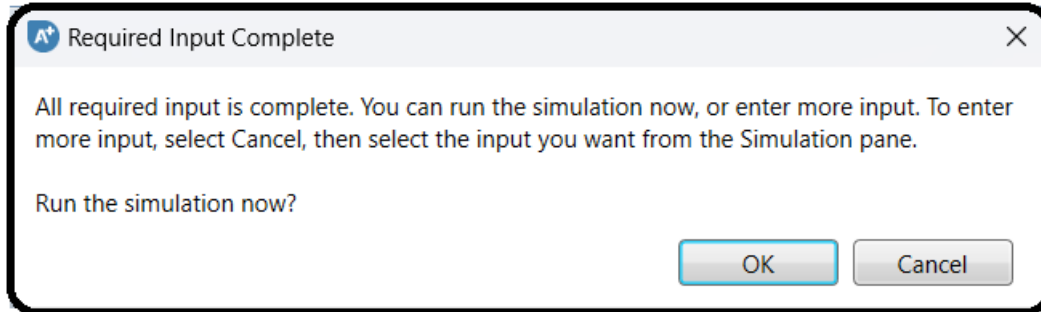 A+ Required Input Complete
All required input is complete. You can run the simulation now, or enter more input. To enter
more input, select Cancel, then select the input you want from the Simulation pane.
Run the simulation now?
OK Cancel